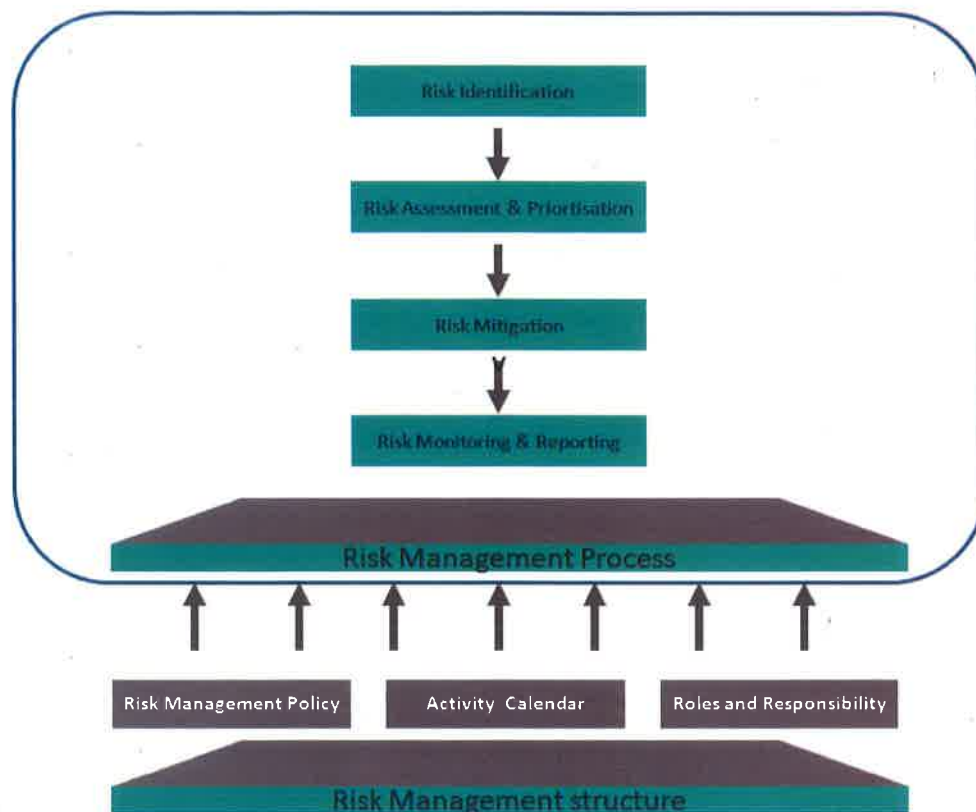 Risk Identification
Risk Assessment & Priortisation
Risk Mitigation
Risk Monitoring & Reporting
Risk Management Process
Risk Management Policy
Activity Calendar
Roles and Responsibility
Risk Management structure